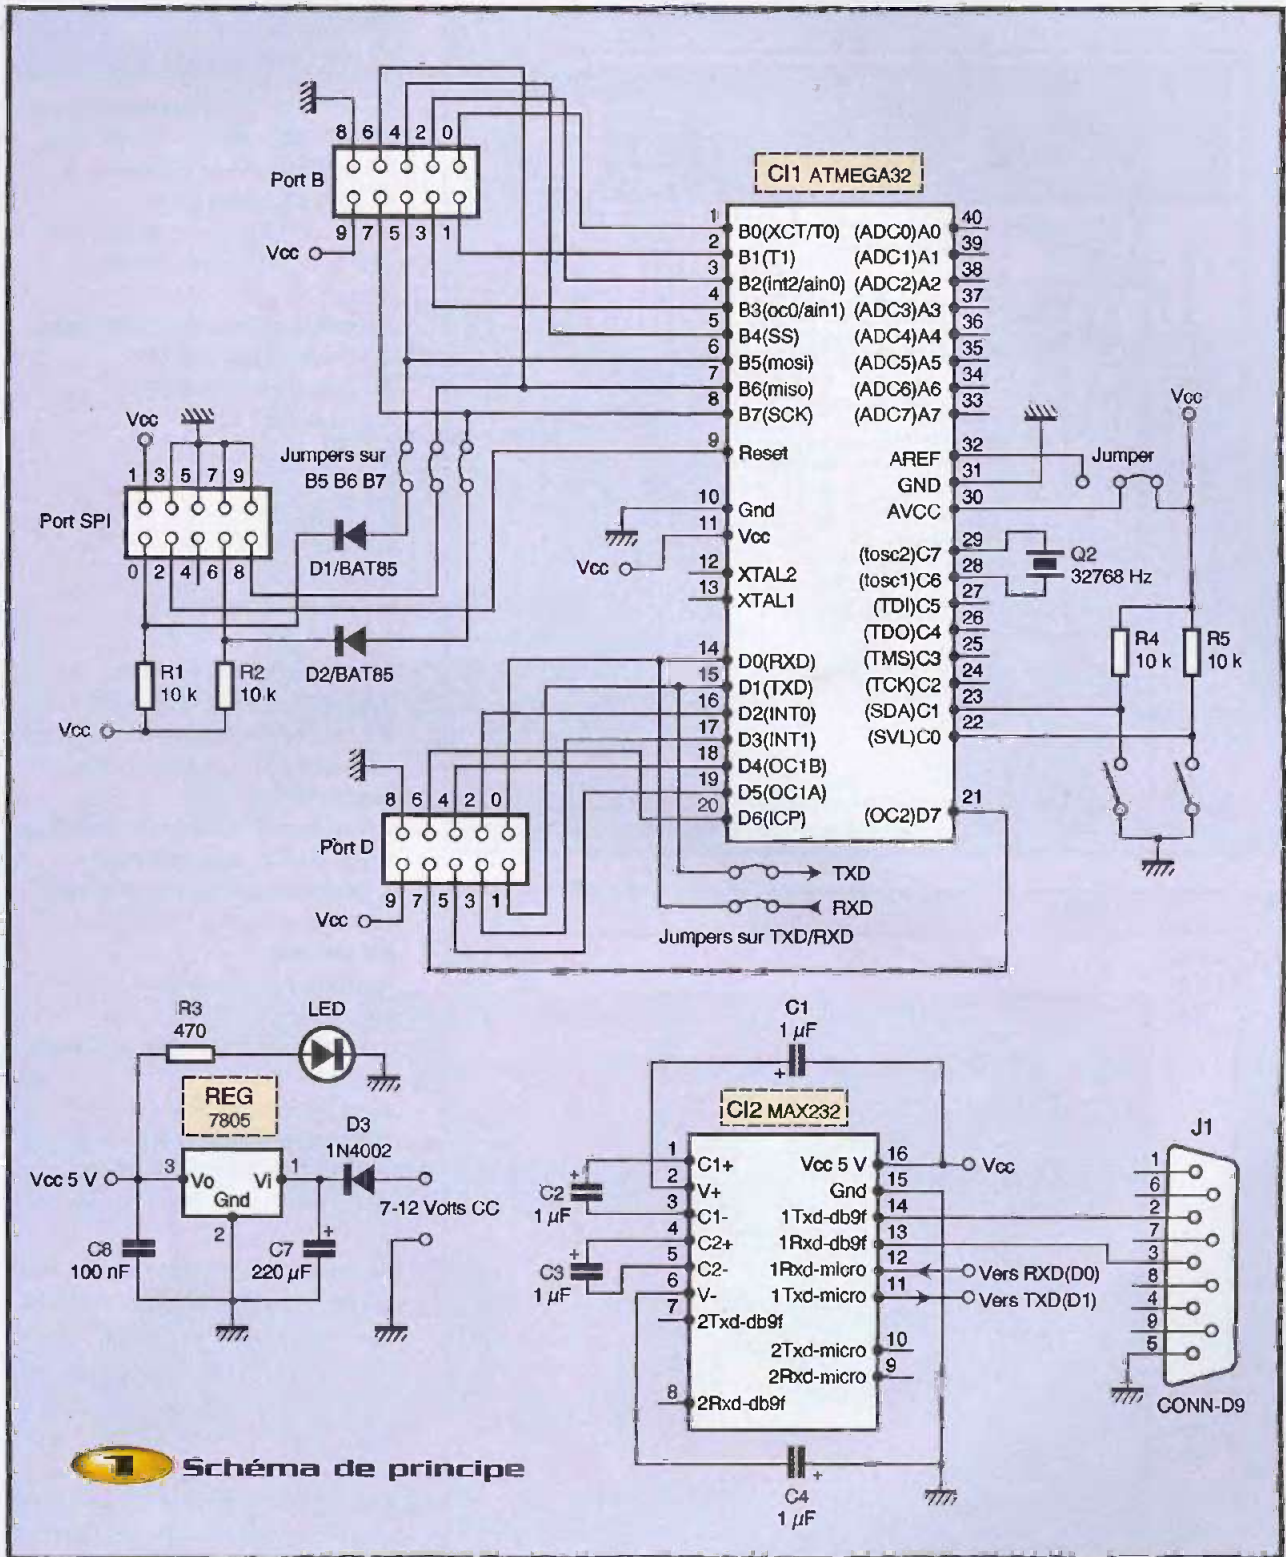 8 6 4 2 0
Port B
Vcc
9 7 5 3 1
CI1 ATMEGA32
1 B0(XCT/T0) (ADC0)A0 40
2 B1(T1) (ADC1)A1 39
3 B2(int2/ain0) (ADC2)A2 38
4 B3(oc0/ain1) (ADC3)A3 37
5 B4(SS) (ADC4)A4 36
6 B5(mosi) (ADC5)A5 35
7 B6(miso) (ADC6)A6 34
8 B7(SCK) (ADC7)A7 33
9 Reset AREF 32
GND 31
10 Gnd AVCC 30
11 Vcc
Vcc
12 XTAL2 (tosc2)C7 29
13 XTAL1 (tosc1)C6 28
(TDI)C5 27
(TDO)C4 26
14 D0(RXD) (TMS)C3 25
15 D1(TXD) (TCK)C2 24
16 D2(INT0) (SDA)C1 23
17 D3(INT1) (SVL)C0 22
18 D4(OC1B)
19 D5(OC1A)
20 D6(ICP) (OC2)D7 21
Vcc
Jumper
Q2
32768 Hz
R4
10 k
R5
10 k
Vcc
1 3 5 7 9
Port SPI
0 2 4 6 8
Jumpers sur
B5 B6 B7
D1/BAT85
D2/BAT85
R1
10 k
R2
10 k
Vcc
8 6 4 2 0
Port D
9 7 5 3 1
Vcc
TXD
RXD
Jumpers sur TXD/RXD
R3
470
LED
REG
7805
D3
1N4002
Vcc 5 V
3 Vo Vi 1
Gnd
2
7-12 Volts CC
C8
100 nF
C7
220 µF
+
C1
1 µF
+
CI2 MAX232
1 C1+ Vcc 5 V 16
2 V+ Gnd 15
3 C1- 1Txd-db9f 14
4 C2+ 1Rxd-db9f 13
5 C2- 1Rxd-micro 12
6 V- 1Txd-micro 11
7 2Txd-db9f
2Txd-micro 10
2Rxd-micro 9
8 2Rxd-db9f
C2
1 µF
+
C3
1 µF
+
C4
1 µF
+
Vcc
Vers RXD(D0)
Vers TXD(D1)
J1
1
6
2
7
3
8
4
9
5
CONN-D9
1 Schéma de principe